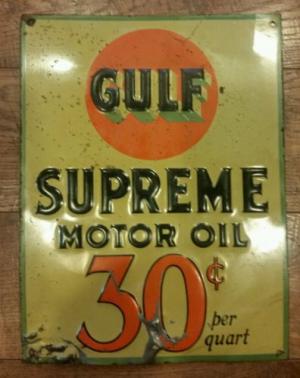 GULF
SUPREME
MOTOR OIL
30¢
per
quart